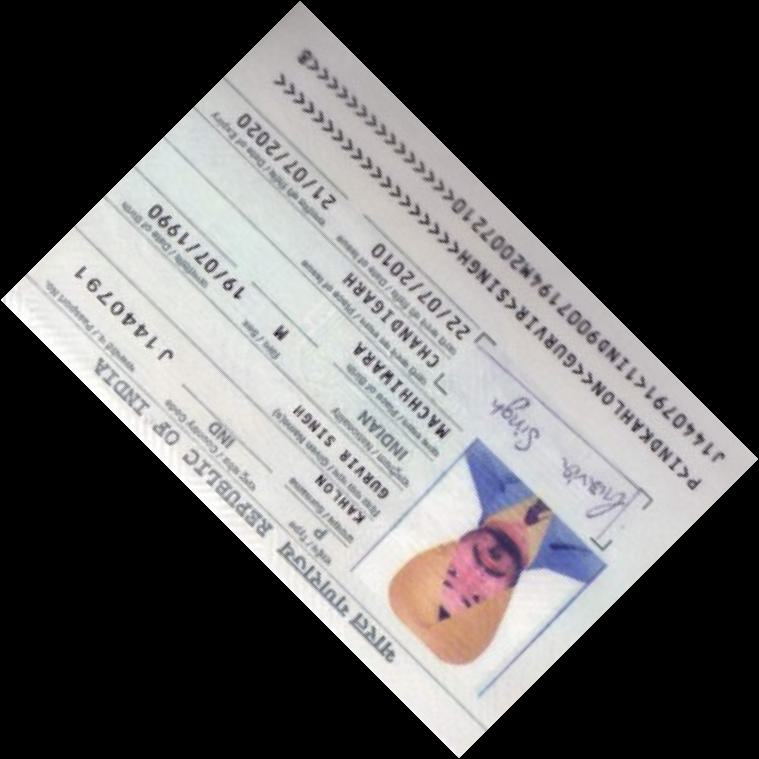 भारत गणराज्य REPUBLIC OF INDIA
टाईप / Type
P
राष्ट्र कोड / Country Code
IND
पासपोर्ट नं. / Passport No.
J1440791
उपनाम / Surname
KAHLON
दिया गया नाम / Given Name(s)
GURVIR SINGH
राष्ट्रीयता / Nationality
INDIAN
लिंग / Sex
M
जन्मतिथि / Date of Birth
19/07/1990
जन्म स्थान / Place of Birth
MACHHIWARA
जारी करने का स्थान / Place of Issue
CHANDIGARH
जारी करने की तिथि / Date of Issue
22/07/2010
समाप्ति की तिथि / Date of Expiry
21/07/2020
Singh
P<INDKAHLON<<GURVIR<SINGH<<<<<<<<<<<<<<<<<<<
J1440791<1IND9007194M2007210<<<<<<<<<<<<<<<8